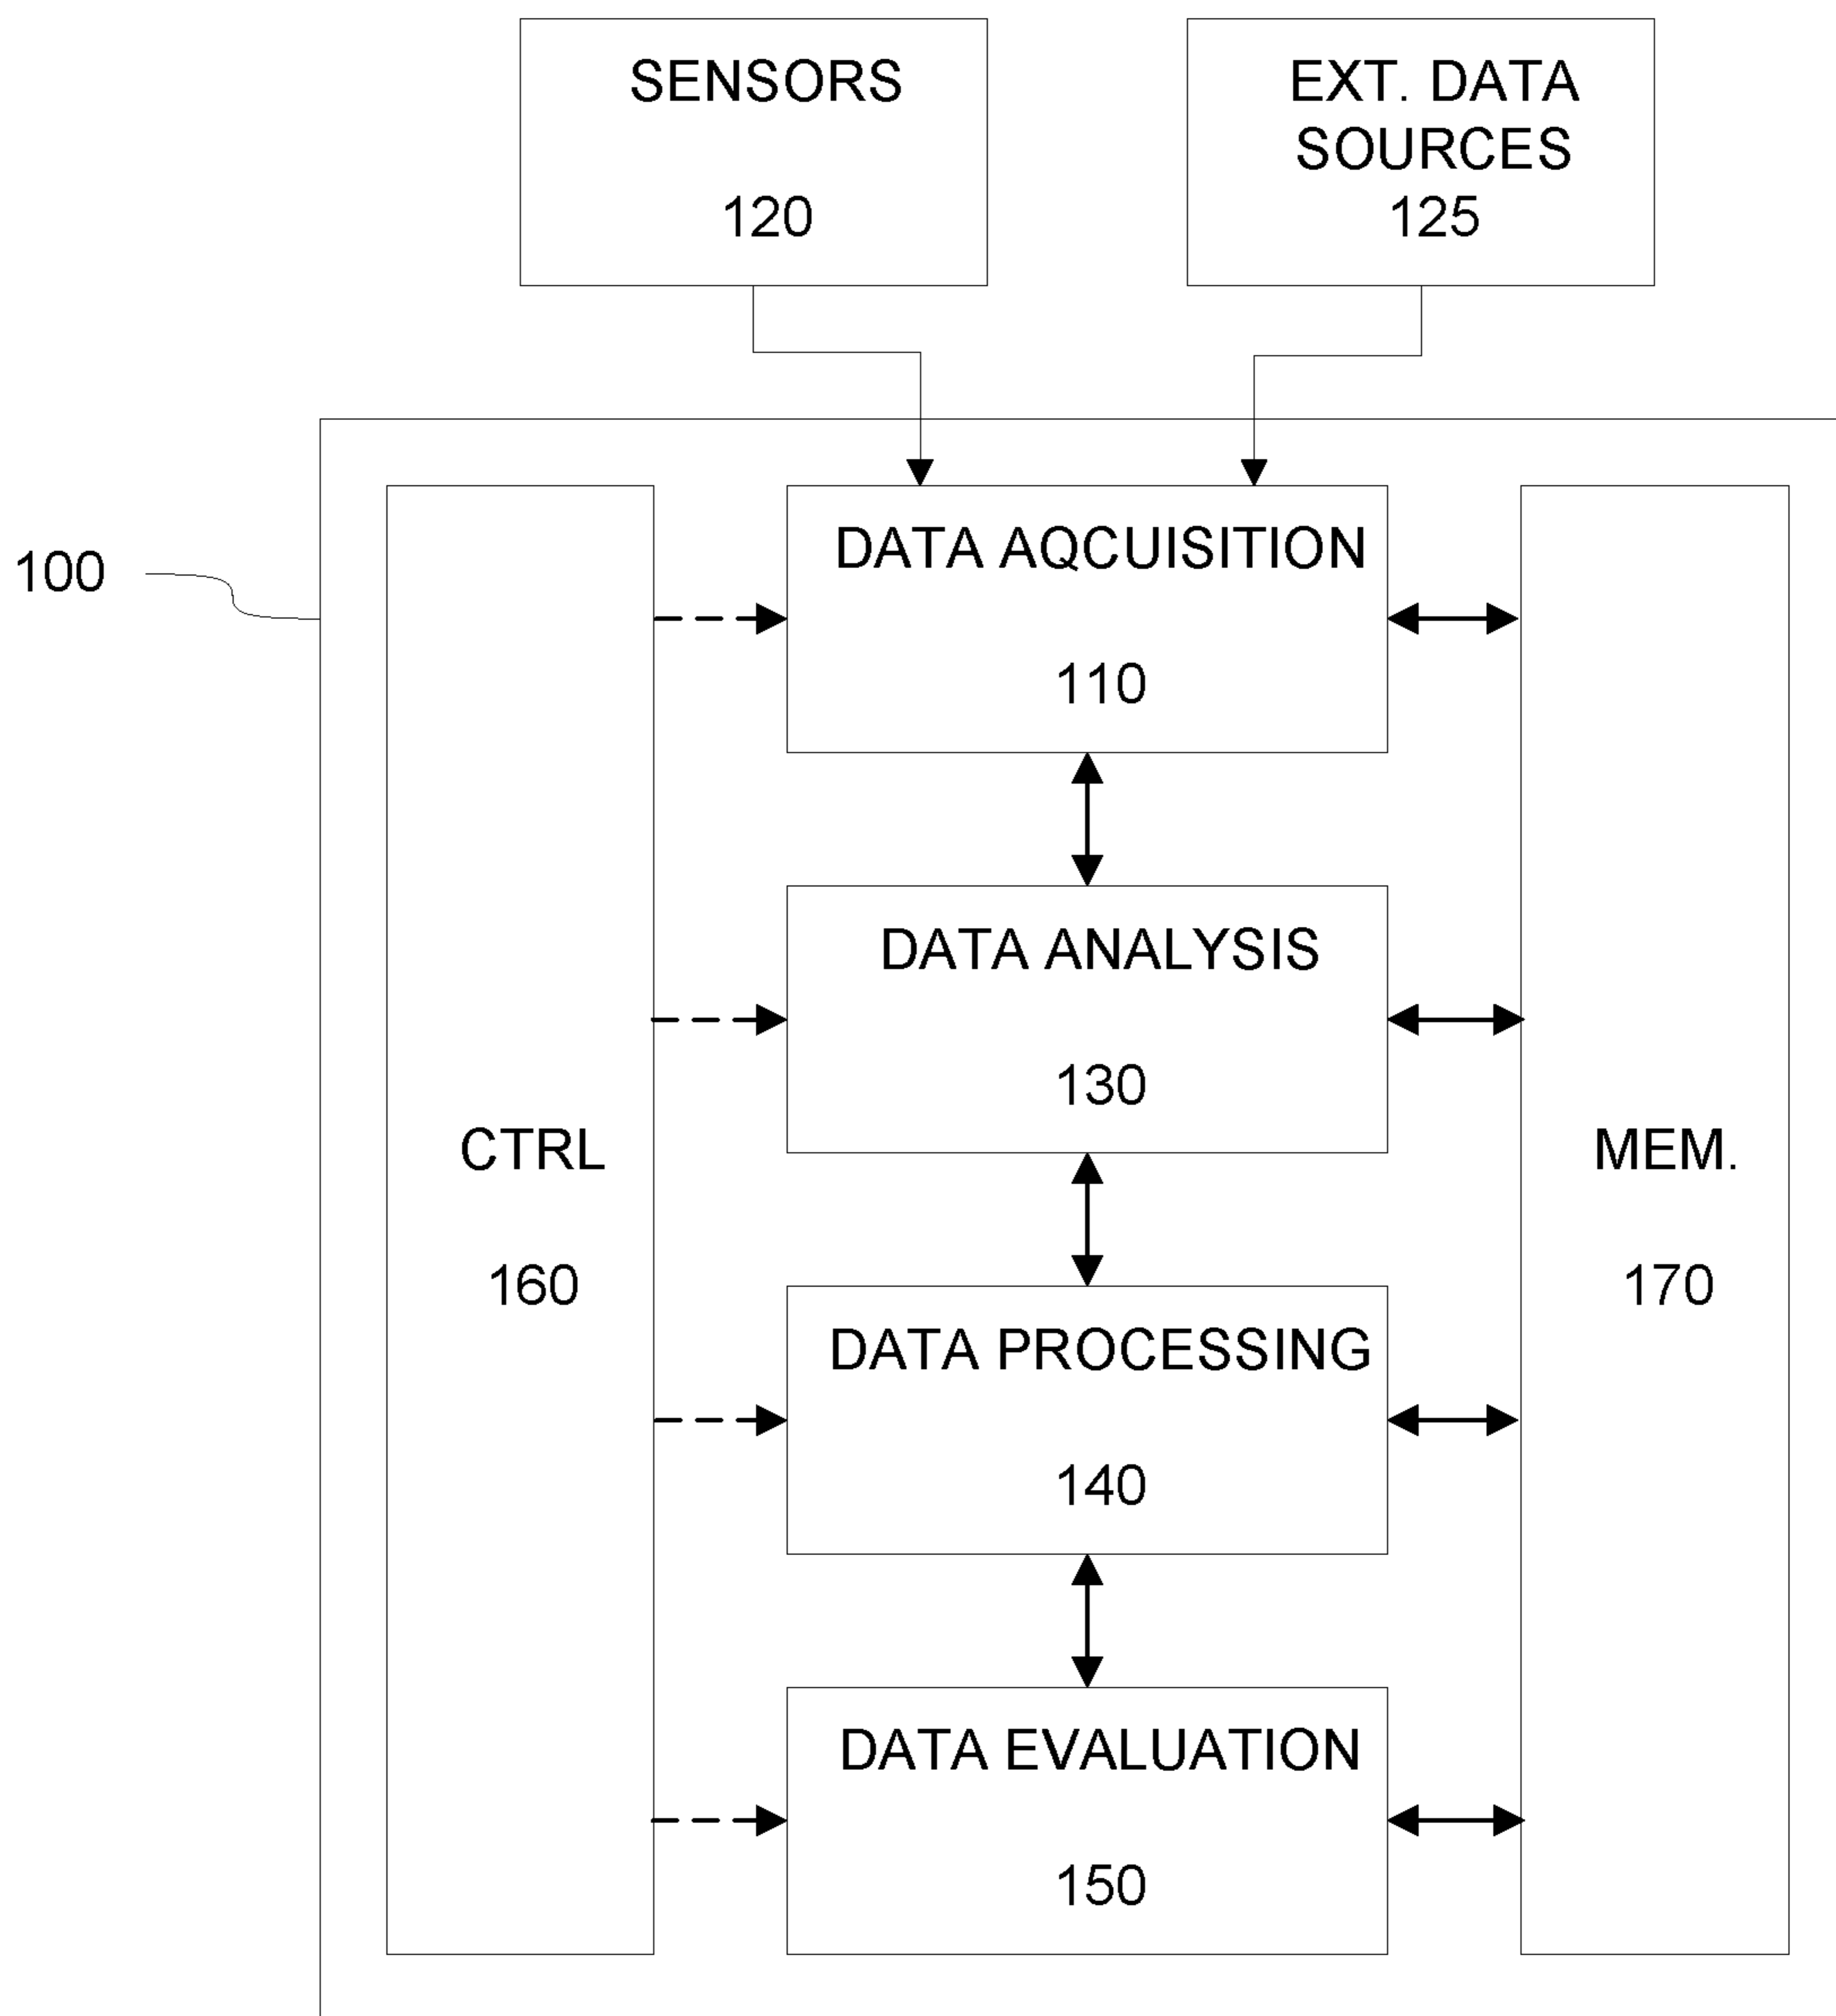 SENSORS
120
EXT. DATA
SOURCES
125
100
DATA AQCUISITION
110
DATA ANALYSIS
130
CTRL
160
MEM.
170
DATA PROCESSING
140
DATA EVALUATION
150